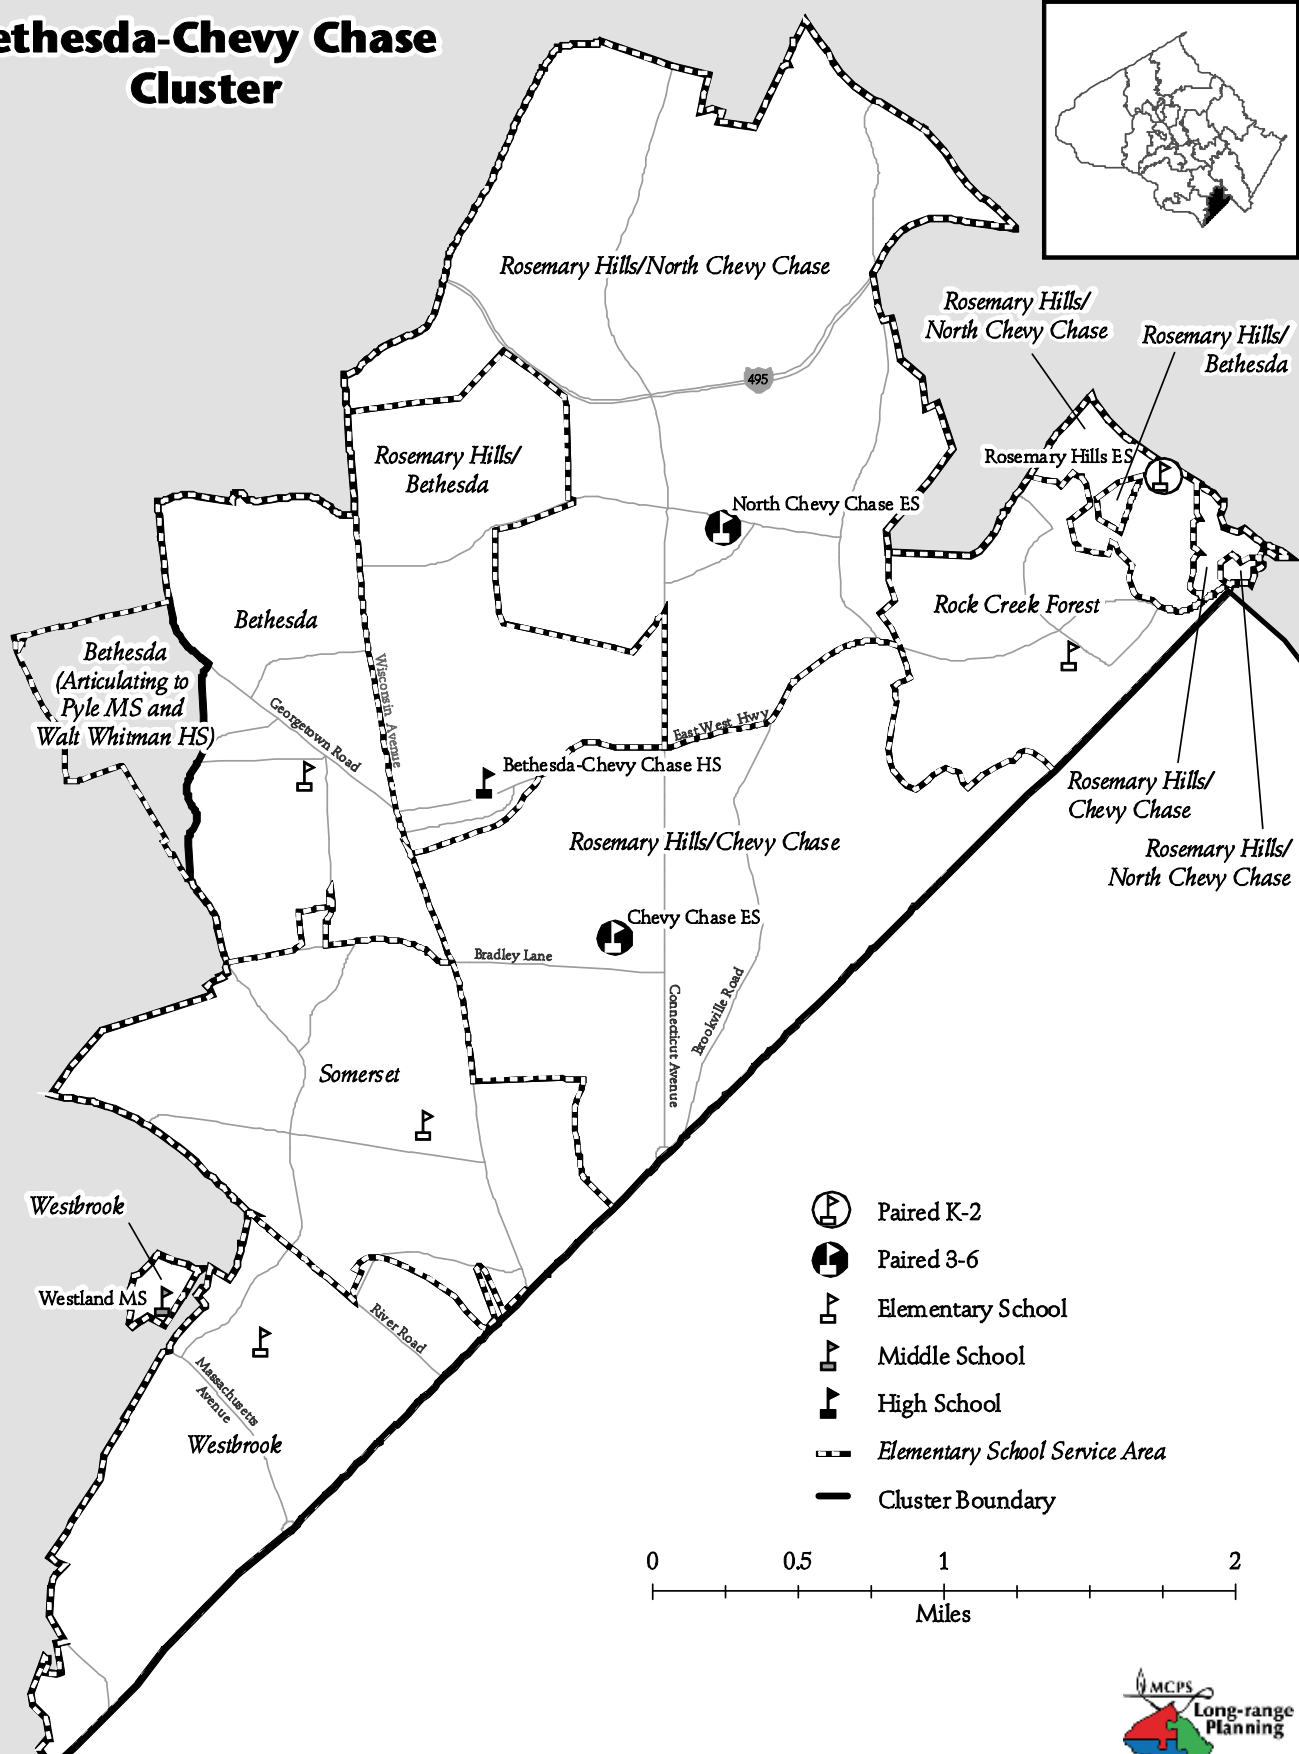 ethesda-Chevy Chase
Cluster
Rosemary Hills/North Chevy Chase
Rosemary Hills/
North Chevy Chase
Rosemary Hills/
Bethesda
495
Rosemary Hills/
Bethesda
Rosemary Hills ES
North Chevy Chase ES
Rock Creek Forest
Bethesda
Bethesda
(Articulating to
Pyle MS and
Walt Whitman HS)
Wisconsin Avenue
Georgetown Road
East West Hwy
Bethesda-Chevy Chase HS
Rosemary Hills/
Chevy Chase
Rosemary Hills/Chevy Chase
Rosemary Hills/
North Chevy Chase
Chevy Chase ES
Bradley Lane
Connecticut Avenue
Brookville Road
Somerset
Westbrook
Westland MS
River Road
Massachusetts
Avenue
Westbrook
Paired K-2
Paired 3-6
Elementary School
Middle School
High School
Elementary School Service Area
Cluster Boundary
0 0.5 1 2
Miles
MCPS
Long-range
Planning